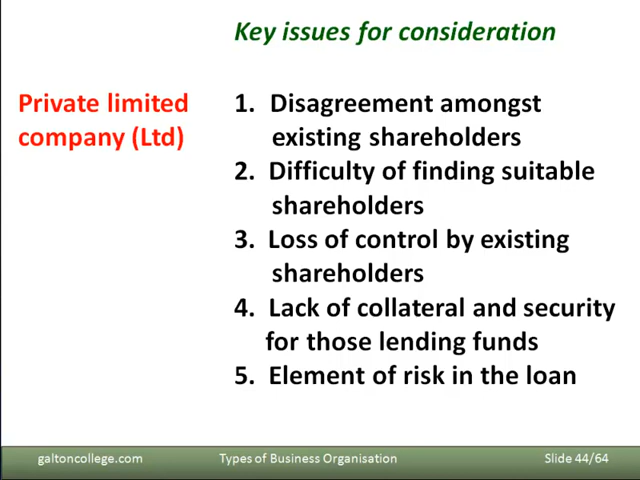 Key issues for consideration
Private limited
company (Ltd)
1. Disagreement amongst
existing shareholders
2. Difficulty of finding suitable
shareholders
3. Loss of control by existing
shareholders
4. Lack of collateral and security
for those lending funds
5. Element of risk in the loan
galtoncollege.com
Types of Business Organisation
Slide 44/64